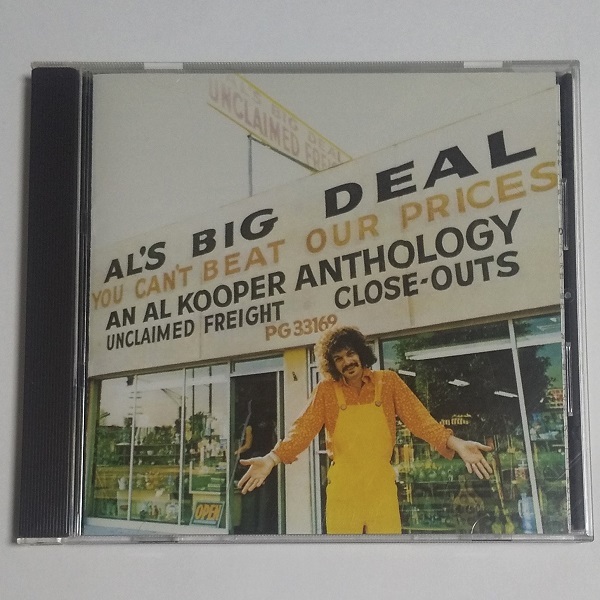 AL'S BIG DEAL
UNCLAIMED FREI
AL'S BIG DEAL
YOU CAN'T BEAT OUR PRICES
AN AL KOOPER ANTHOLOGY
UNCLAIMED FREIGHT CLOSE-OUTS
PG 33169
OPEN